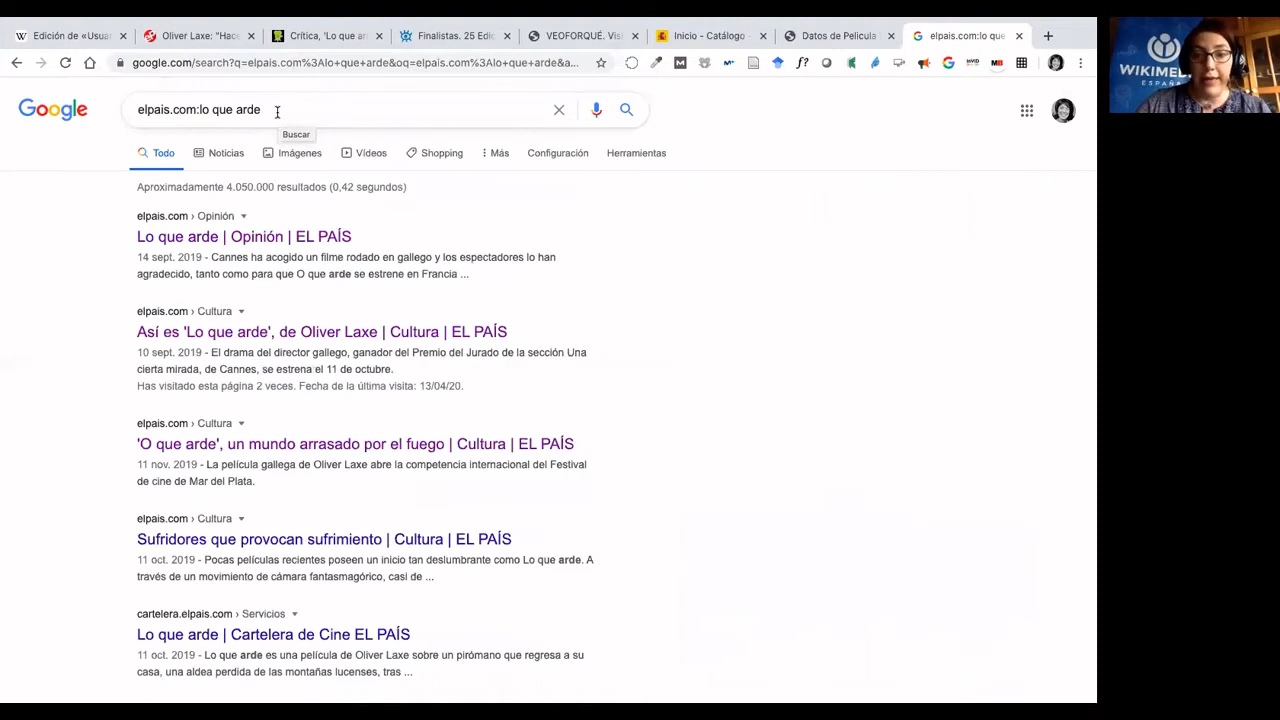 Edición de «Usua
Oliver Laxe: "Hace
Crítica, 'Lo que ar
Finalistas. 25 Edic
VEOFORQUÉ. Vis
Inicio - Catálogo -
Datos de Película
elpais.com:lo que
google.com/search?q=elpais.com%3Alo+que+arde&oq=elpais.com%3Alo+que+arde&a...
Google
elpais.com:lo que arde
Buscar
Todo
Noticias
Imágenes
Vídeos
Shopping
Más
Configuración
Herramientas
Aproximadamente 4.050.000 resultados (0,42 segundos)
elpais.com › Opinión
Lo que arde | Opinión | EL PAÍS
14 sept. 2019 - Cannes ha acogido un filme rodado en gallego y los espectadores lo han
agradecido, tanto como para que O que arde se estrene en Francia ...
elpais.com › Cultura
Así es 'Lo que arde', de Oliver Laxe | Cultura | EL PAÍS
10 sept. 2019 - El drama del director gallego, ganador del Premio del Jurado de la sección Una
cierta mirada, de Cannes, se estrena el 11 de octubre.
Has visitado esta página 2 veces. Fecha de la última visita: 13/04/20.
elpais.com › Cultura
'O que arde', un mundo arrasado por el fuego | Cultura | EL PAÍS
11 nov. 2019 - La película gallega de Oliver Laxe abre la competencia internacional del Festival
de cine de Mar del Plata.
elpais.com › Cultura
Sufridores que provocan sufrimiento | Cultura | EL PAÍS
11 oct. 2019 - Pocas películas recientes poseen un inicio tan deslumbrante como Lo que arde. A
través de un movimiento de cámara fantasmagórico, casi de ...
cartelera.elpais.com › Servicios
Lo que arde | Cartelera de Cine EL PAÍS
11 oct. 2019 - Lo que arde es una película de Oliver Laxe sobre un pirómano que regresa a su
casa, una aldea perdida de las montañas lucenses, tras ...
WIKIMED
ESPAÑA